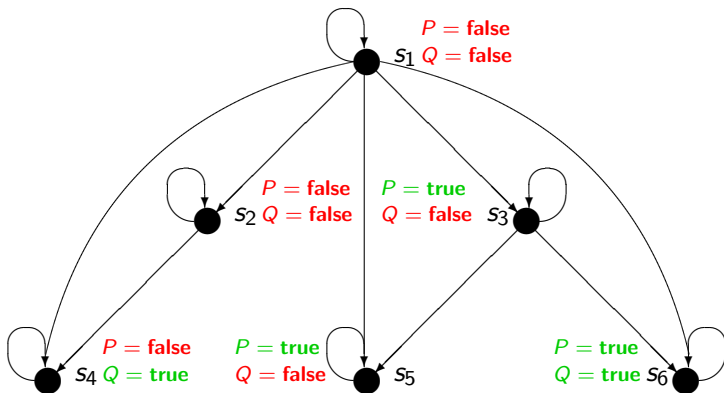 P = false
s1 Q = false
P = false
s2 Q = false
P = true
Q = false s3
P = false
s4 Q = true
P = true
Q = false s5
P = true
Q = true s6